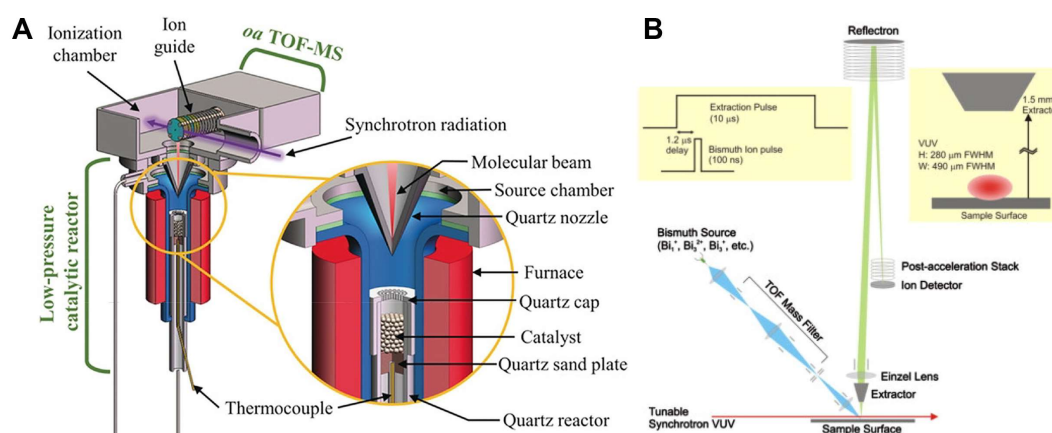 A
Ionization
chamber
Ion
guide
oa TOF-MS
Synchrotron radiation
Low-pressure
catalytic reactor
Molecular beam
Source chamber
Quartz nozzle
Furnace
Quartz cap
Catalyst
Quartz sand plate
Thermocouple
Quartz reactor
B
Reflectron
Extraction Pulse
(10 µs)
1.2 µs
delay
Bismuth Ion pulse
(100 ns)
1.5 mm
Extractor
VUV
H: 280 µm FWHM
W: 490 µm FWHM
Sample Surface
Bismuth Source
(Bi₁⁺, Bi₃²⁺, Bi₃⁺, etc.)
TOF Mass Filter
Post-acceleration Stack
Ion Detector
Einzel Lens
Extractor
Tunable
Synchrotron VUV
Sample Surface